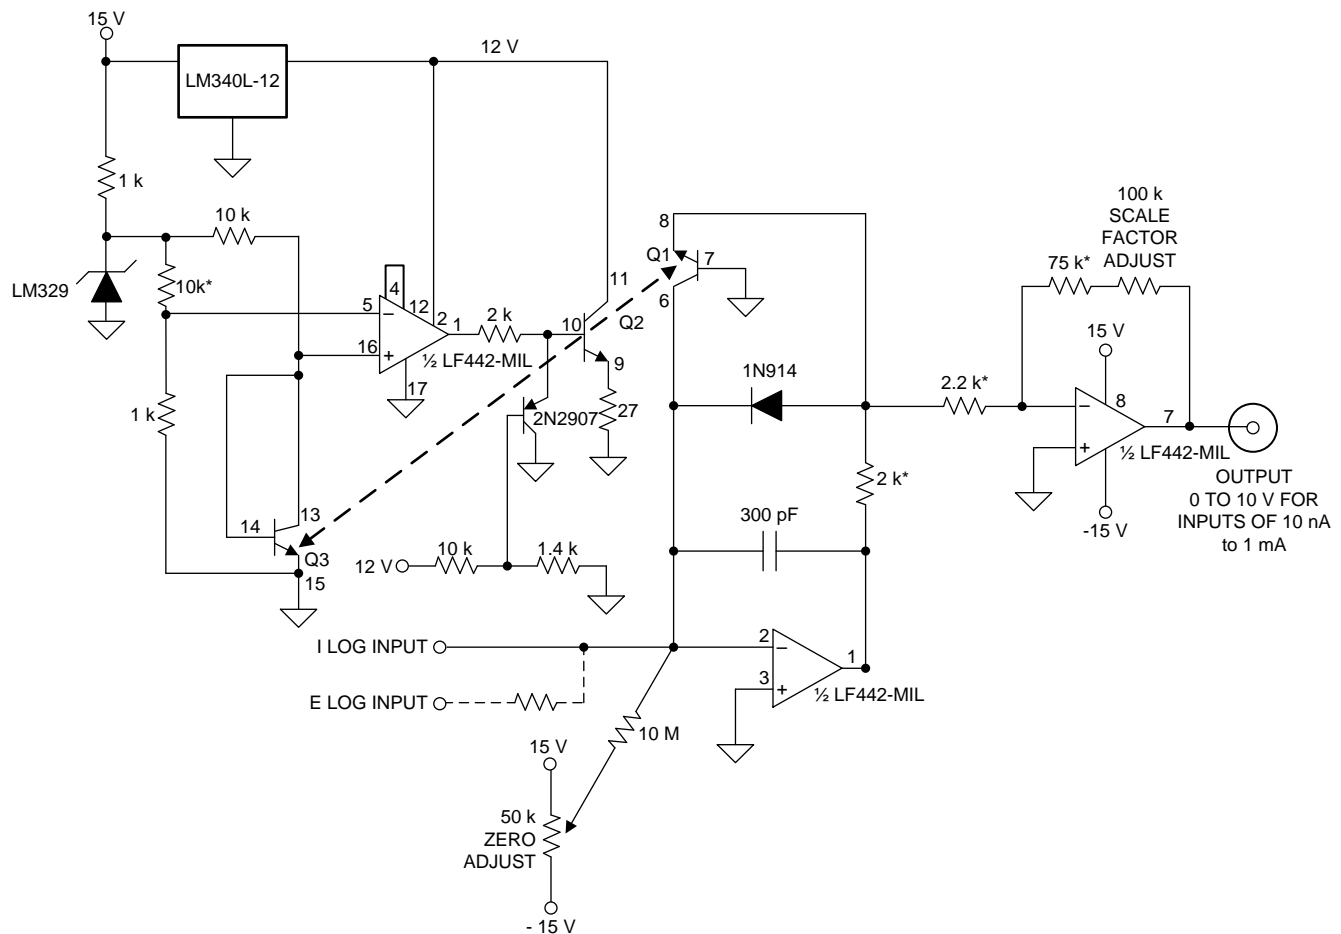 15 V
LM340L-12
12 V
1 k
10 k
LM329
10k*
1 k
5
4
12
2
1
16
17
½ LF442-MIL
2 k
10
11
Q2
9
27
2N2907
14
13
Q3
15
12 V
10 k
1.4 k
8
Q1
7
6
1N914
2 k*
300 pF
2.2 k*
100 k
SCALE
FACTOR
ADJUST
75 k*
15 V
8
7
½ LF442-MIL
-15 V
OUTPUT
0 TO 10 V FOR
INPUTS OF 10 nA
to 1 mA
I LOG INPUT
E LOG INPUT
2
3
1
½ LF442-MIL
10 M
15 V
50 k
ZERO
ADJUST
- 15 V